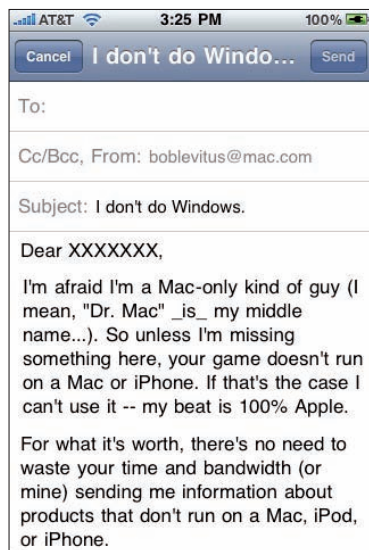 AT&T 3:25 PM 100%
Cancel I don't do Windo... Send
To:
Cc/Bcc, From: boblevitus@mac.com
Subject: I don't do Windows.
Dear XXXXXXX,
I'm afraid I'm a Mac-only kind of guy (I
mean, "Dr. Mac" _is_ my middle
name...). So unless I'm missing
something here, your game doesn't run
on a Mac or iPhone. If that's the case I
can't use it -- my beat is 100% Apple.
For what it's worth, there's no need to
waste your time and bandwidth (or
mine) sending me information about
products that don't run on a Mac, iPod,
or iPhone.